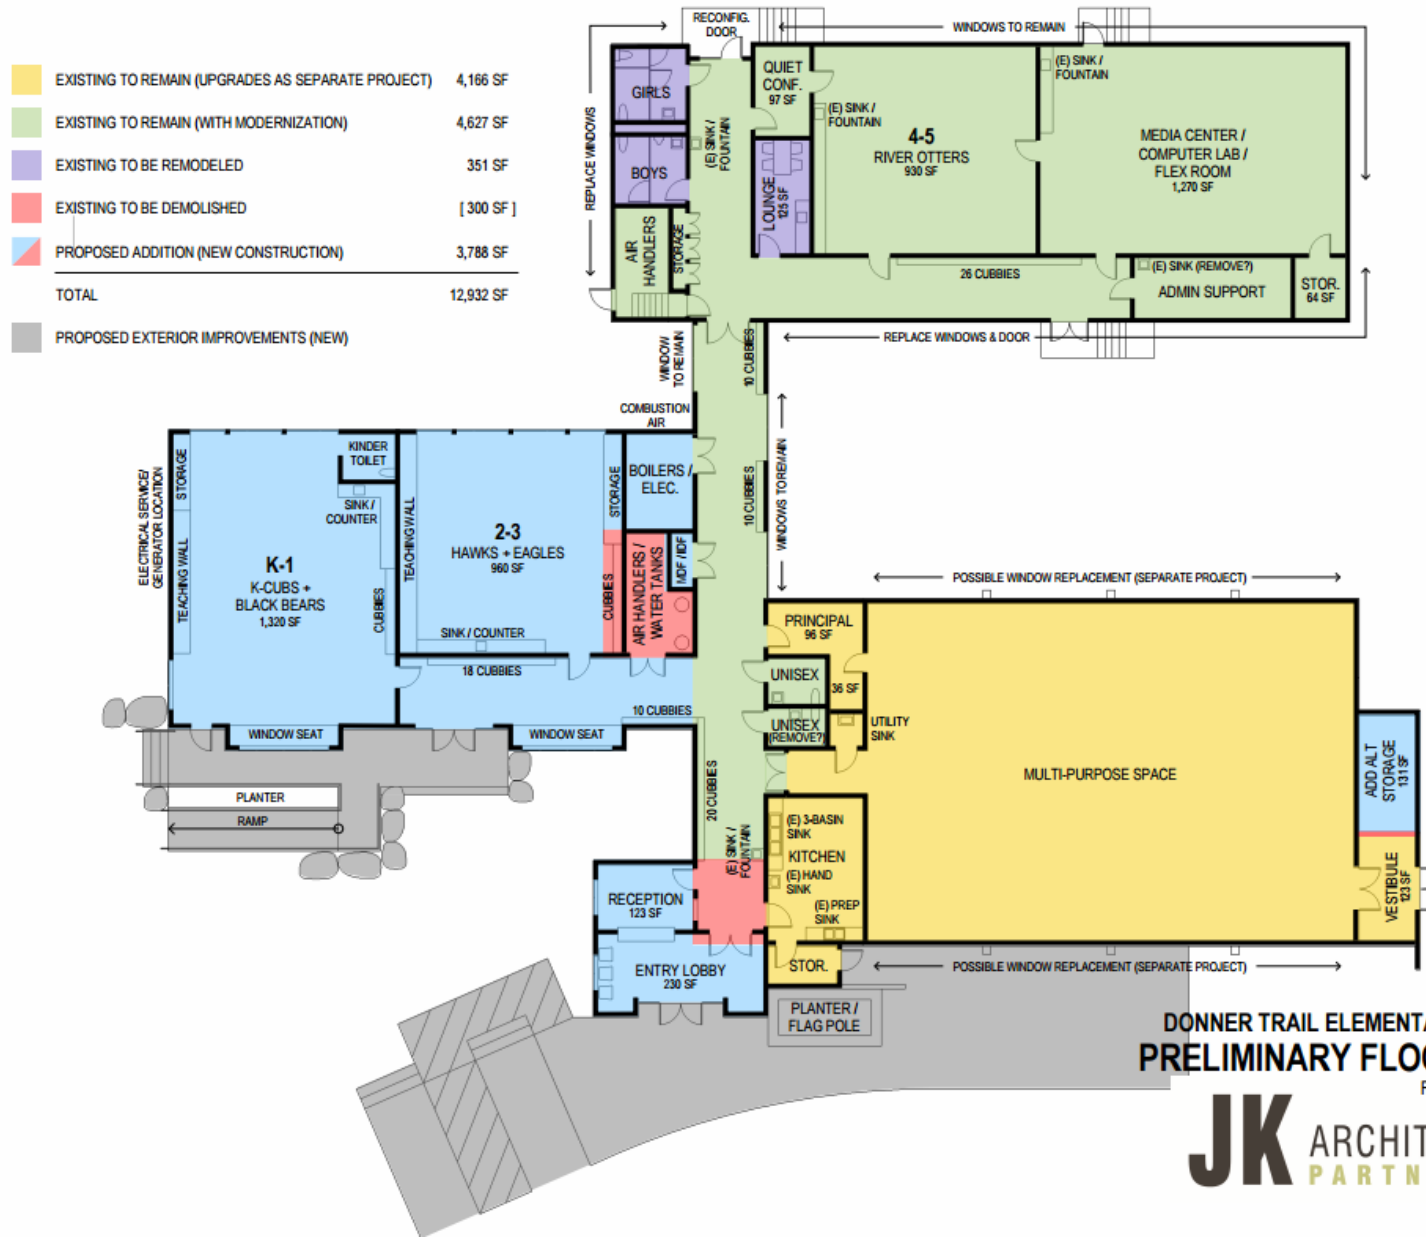 RECONFIG.
DOOR
WINDOWS TO REMAIN
EXISTING TO REMAIN (UPGRADES AS SEPARATE PROJECT) 4,166 SF
EXISTING TO REMAIN (WITH MODERNIZATION) 4,627 SF
EXISTING TO BE REMODELED 351 SF
EXISTING TO BE DEMOLISHED [ 300 SF ]
PROPOSED ADDITION (NEW CONSTRUCTION) 3,788 SF
TOTAL 12,932 SF
PROPOSED EXTERIOR IMPROVEMENTS (NEW)
REPLACE WINDOWS
GIRLS
BOYS
(E) SINK /
FOUNTAIN
QUIET
CONF.
97 SF
LOUNGE
125 SF
(E) SINK /
FOUNTAIN
4-5
RIVER OTTERS
930 SF
(E) SINK /
FOUNTAIN
MEDIA CENTER /
COMPUTER LAB /
FLEX ROOM
1,270 SF
AIR
HANDLERS
STORAGE
26 CUBBIES
(E) SINK (REMOVE?)
ADMIN SUPPORT
STOR.
64 SF
REPLACE WINDOWS & DOOR
WINDOW
TO REMAIN
10 CUBBIES
COMBUSTION
AIR
WINDOWS TO REMAIN
10 CUBBIES
ELECTRICAL SERVICE/
GENERATOR LOCATION
STORAGE
TEACHING WALL
KINDER
TOILET
SINK /
COUNTER
K-1
K-CUBS +
BLACK BEARS
1,320 SF
CUBBIES
TEACHING WALL
2-3
HAWKS + EAGLES
960 SF
STORAGE
CUBBIES
SINK / COUNTER
BOILERS /
ELEC.
AIR HANDLERS /
WATER TANKS
MDF / IDF
18 CUBBIES
10 CUBBIES
WINDOW SEAT
WINDOW SEAT
PLANTER
RAMP
POSSIBLE WINDOW REPLACEMENT (SEPARATE PROJECT)
PRINCIPAL
96 SF
UNISEX
36 SF
UNISEX
(REMOVE?)
UTILITY
SINK
MULTI-PURPOSE SPACE
ADD ALT
STORAGE
131 SF
VESTIBULE
123 SF
20 CUBBIES
(E) SINK /
FOUNTAIN
(E) 3-BASIN
SINK
KITCHEN
(E) HAND
SINK
(E) PREP
SINK
RECEPTION
123 SF
ENTRY LOBBY
230 SF
STOR.
POSSIBLE WINDOW REPLACEMENT (SEPARATE PROJECT)
PLANTER /
FLAG POLE
DONNER TRAIL ELEMENTA
PRELIMINARY FLOO
JK ARCHIT
PARTN